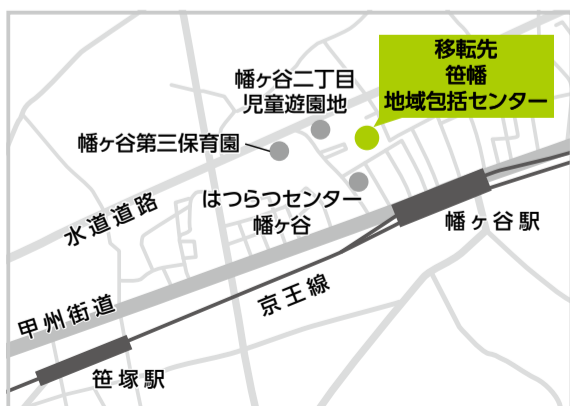 移転先
笹幡
地域包括センター
幡ヶ谷二丁目
児童遊園地
幡ヶ谷第三保育園
はつらつセンター
幡ヶ谷
水道道路
幡ヶ谷駅
京王線
甲州街道
笹塚駅